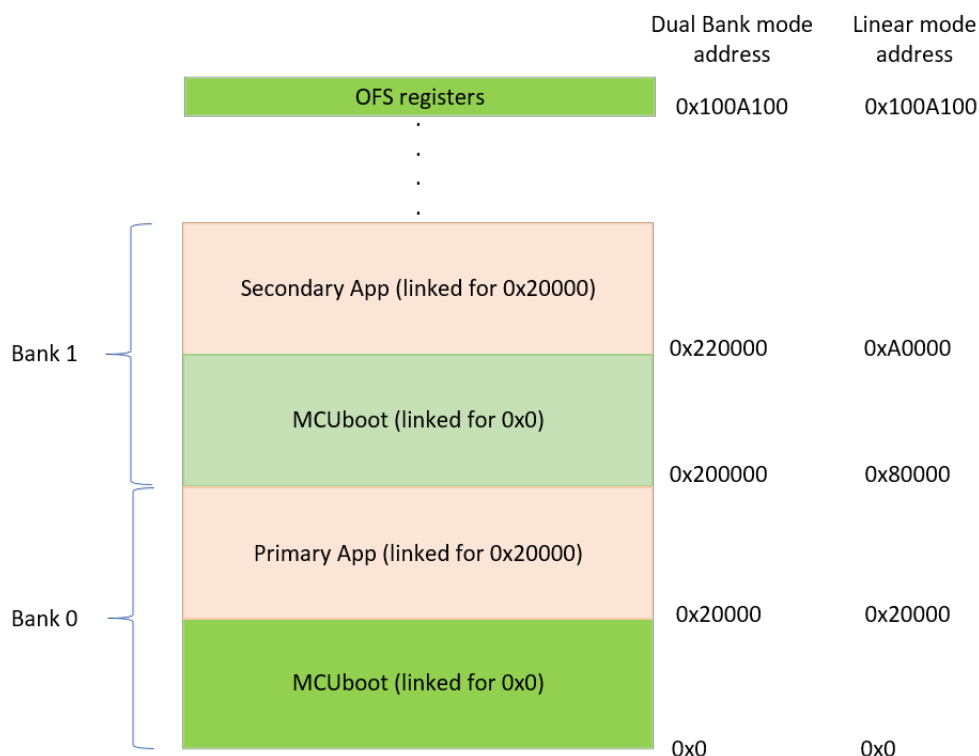 Dual Bank mode
address
Linear mode
address
OFS registers
0x100A100
0x100A100
.
.
.
.
Secondary App (linked for 0x20000)
Bank 1
0x220000
0xA0000
MCUboot (linked for 0x0)
0x200000
0x80000
Primary App (linked for 0x20000)
Bank 0
0x20000
0x20000
MCUboot (linked for 0x0)
0x0
0x0